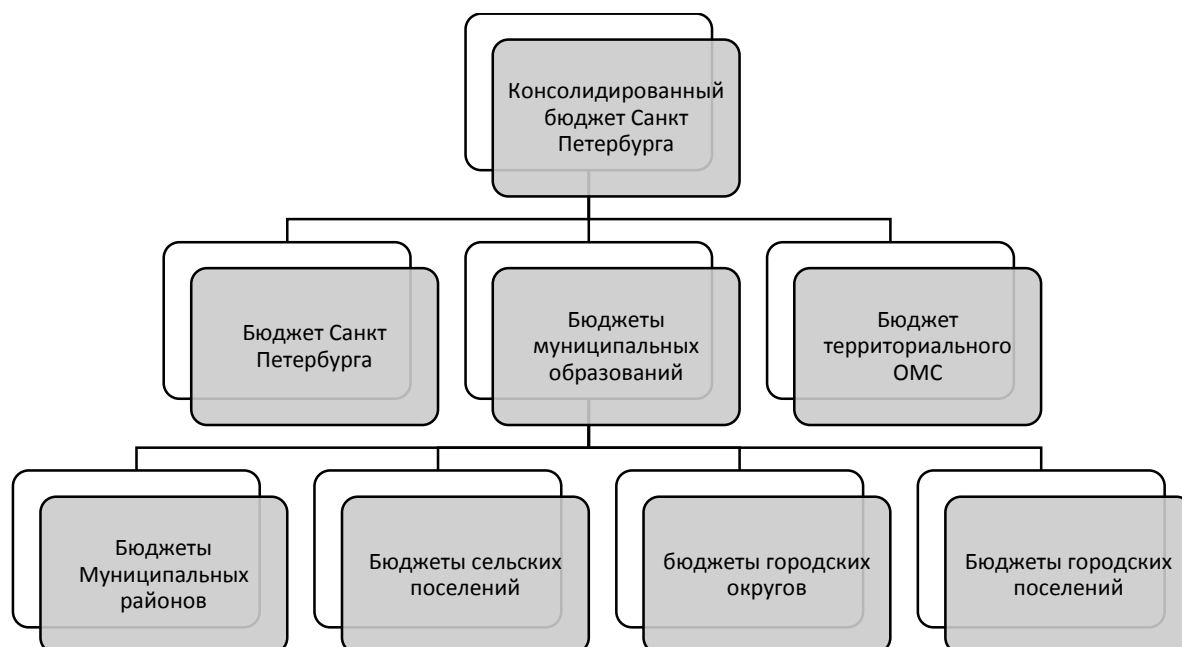 Консолидированный
бюджет Санкт
Петербурга
Бюджет Санкт
Петербурга
Бюджеты
муниципальных
образований
Бюджет
территориального
ОМС
Бюджеты
Муниципальных
районов
Бюджеты сельских
поселений
бюджеты городских
округов
Бюджеты городских
поселений